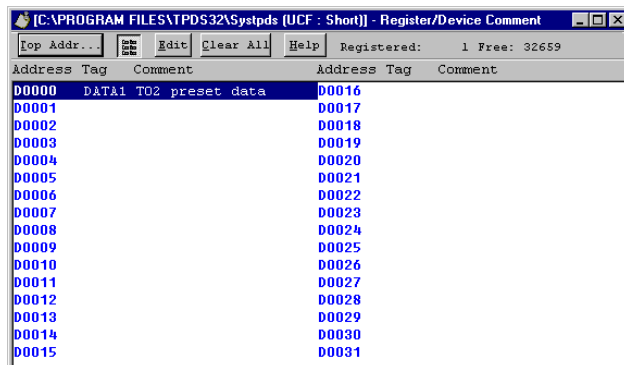 [C:\PROGRAM FILES\TPDS32\Systpds (UCF : Short)] - Register/Device Comment
Top Addr... Edit Clear All Help Registered: 1 Free: 32659
Address Tag Comment Address Tag Comment
D0000 DATA1 TO2 preset data D0016
D0001 D0017
D0002 D0018
D0003 D0019
D0004 D0020
D0005 D0021
D0006 D0022
D0007 D0023
D0008 D0024
D0009 D0025
D0010 D0026
D0011 D0027
D0012 D0028
D0013 D0029
D0014 D0030
D0015 D0031